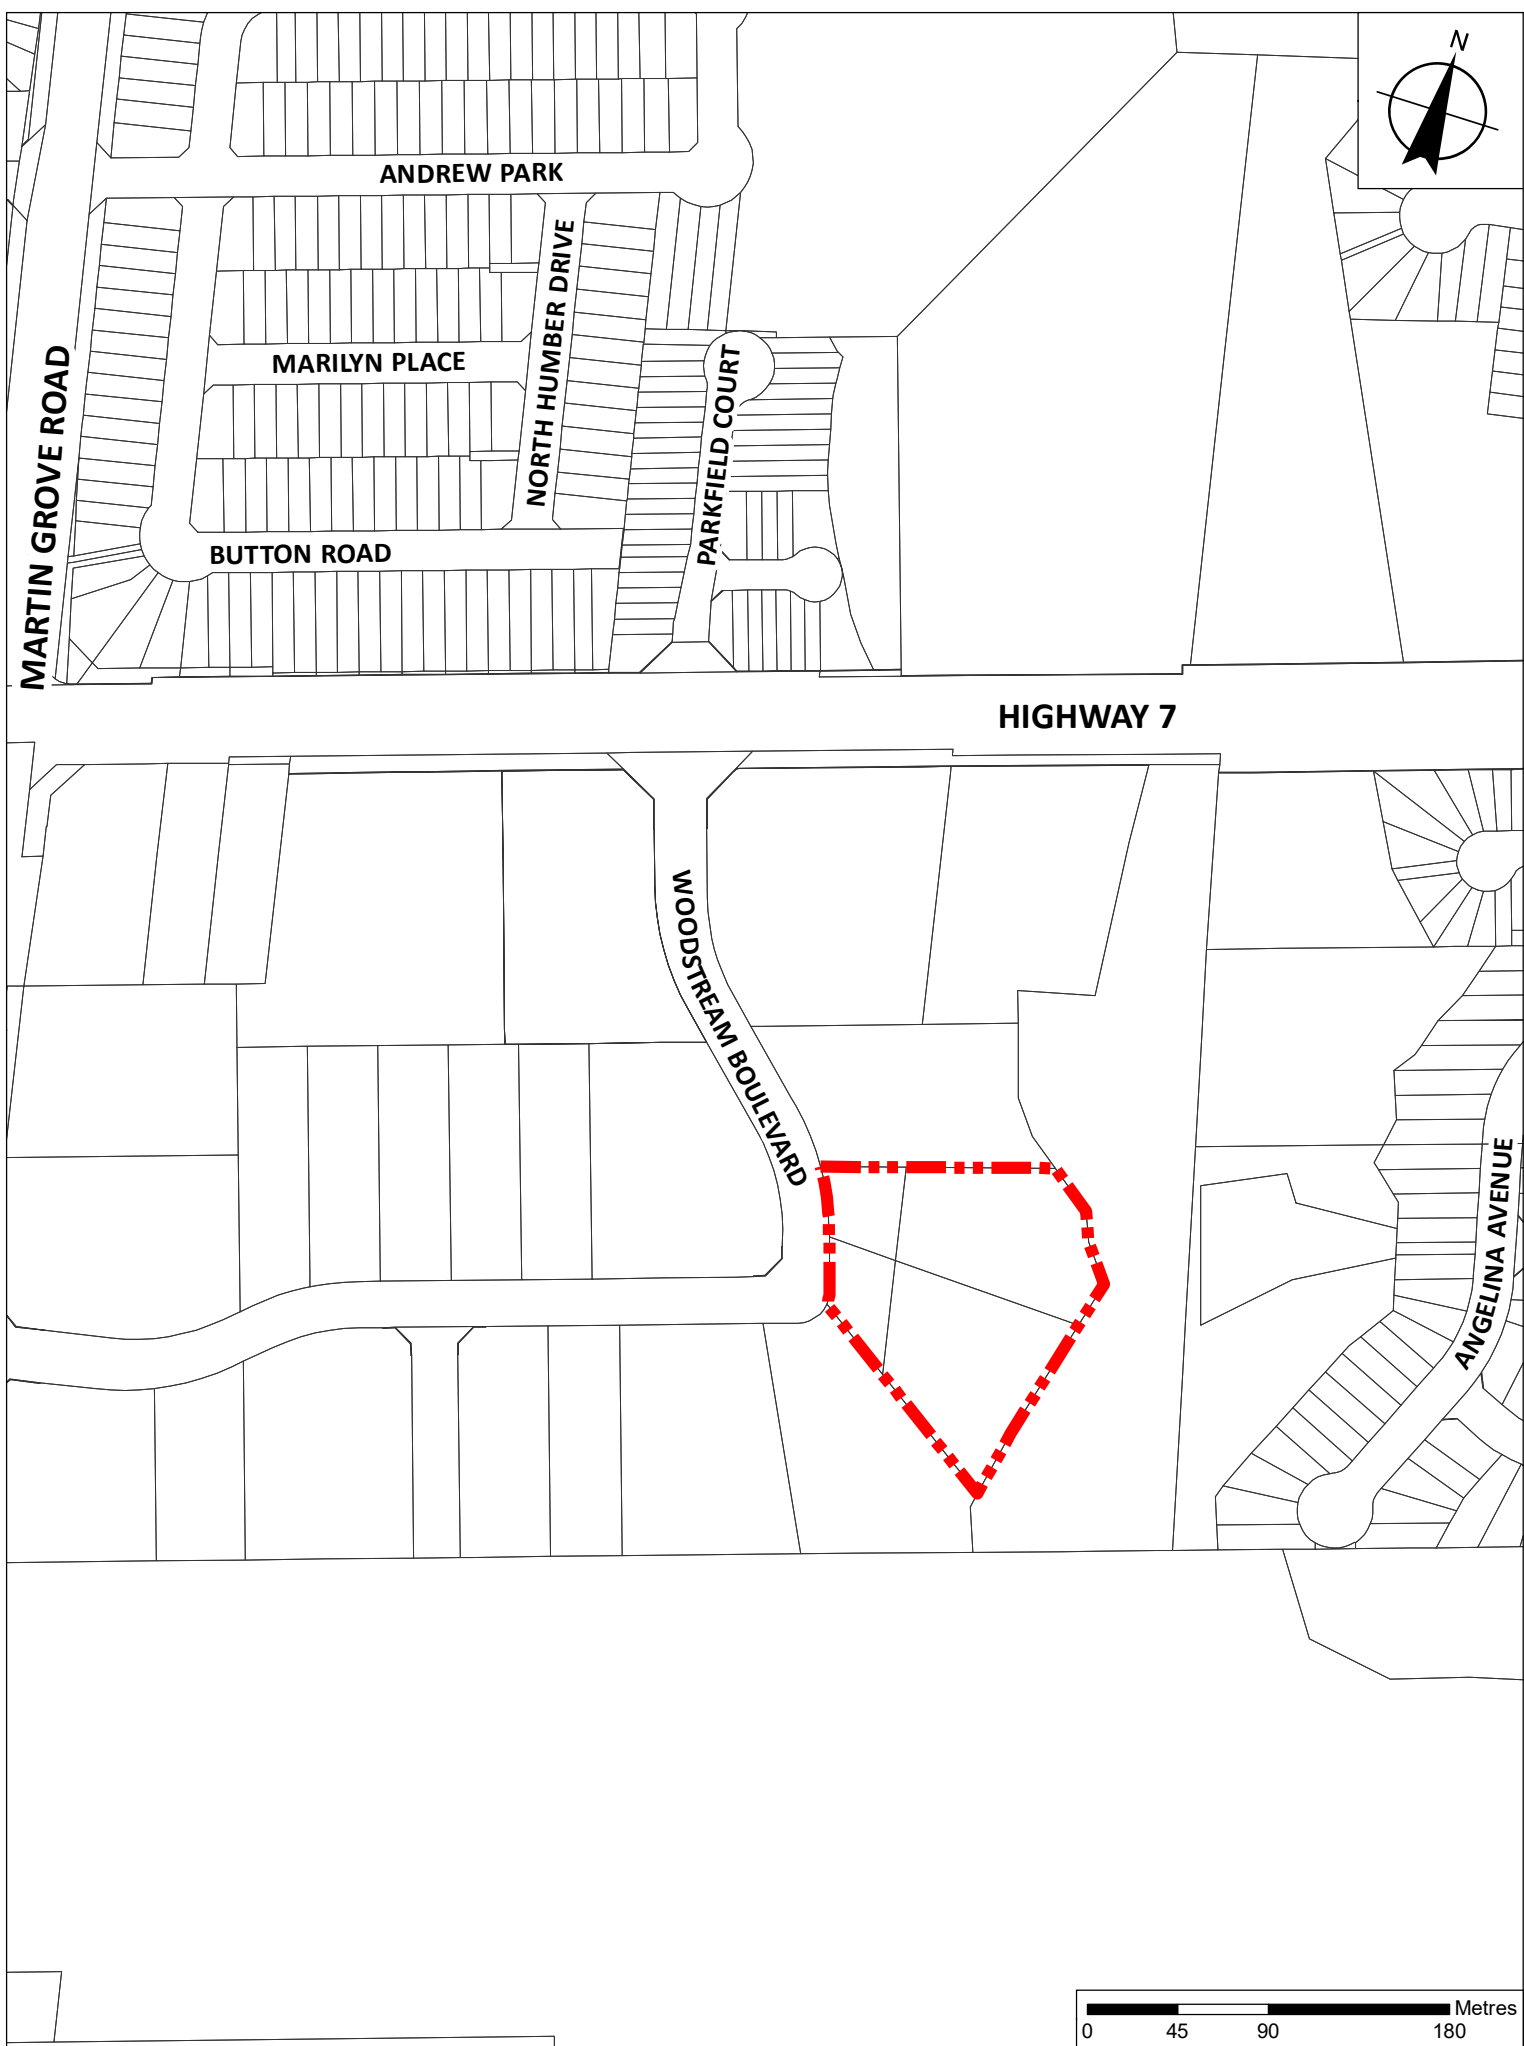 N
ANDREW PARK
NORTH HUMBER DRIVE
MARILYN PLACE
PARKFIELD COURT
MARTIN GROVE ROAD
BUTTON ROAD
HIGHWAY 7
WOODSTREAM BOULEVARD
ANGELINA AVENUE
Metres
0 45 90 180